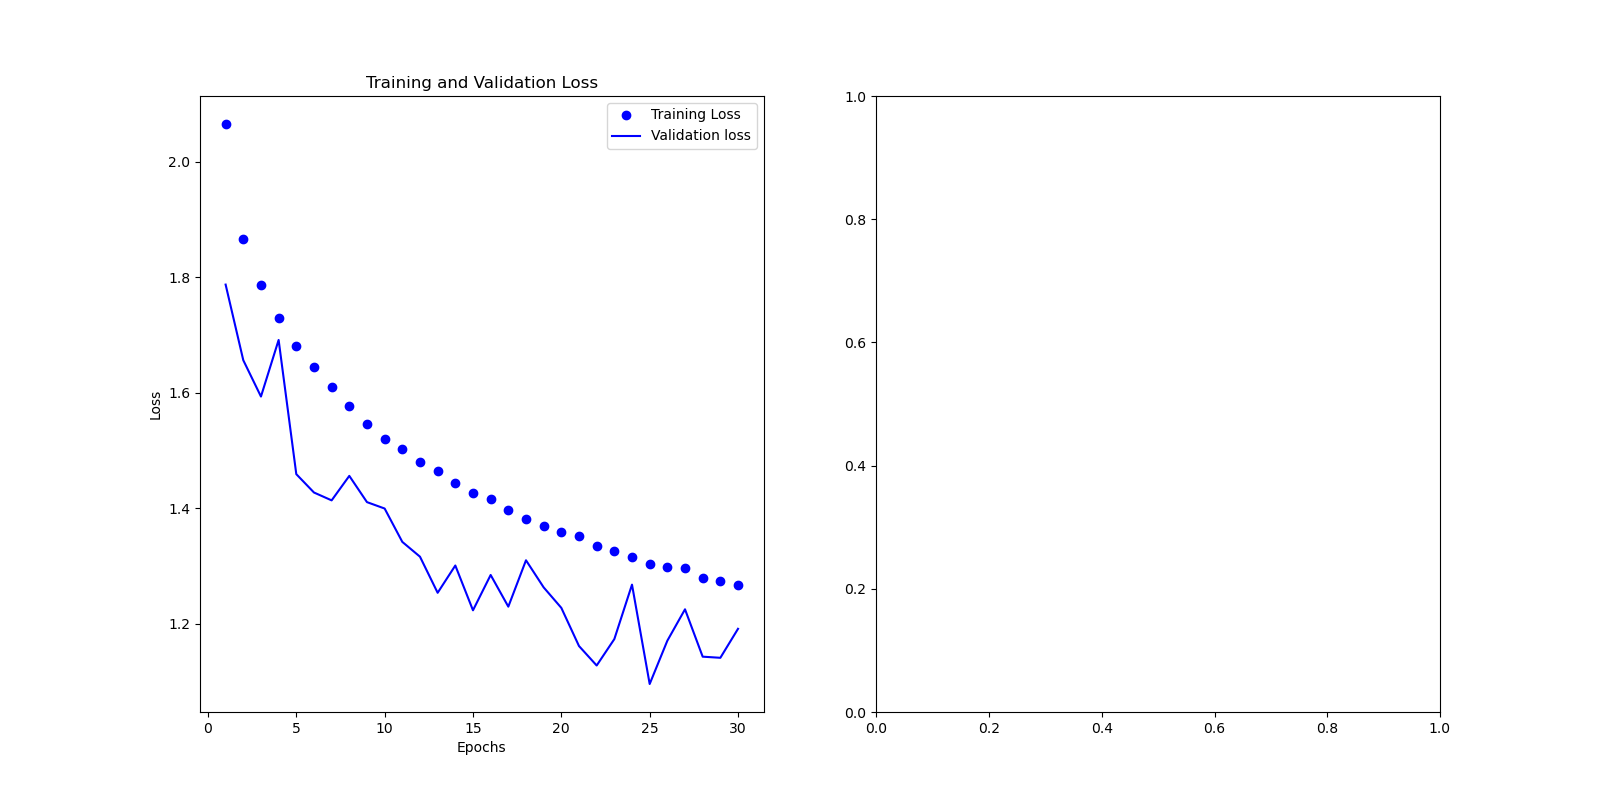 Training and Validation Loss
Training Loss
Validation loss
2.0
1.8
1.6
1.4
1.2
Loss
0 5 10 15 20 25 30
Epochs
1.0
0.8
0.6
0.4
0.2
0.0
0.0 0.2 0.4 0.6 0.8 1.0